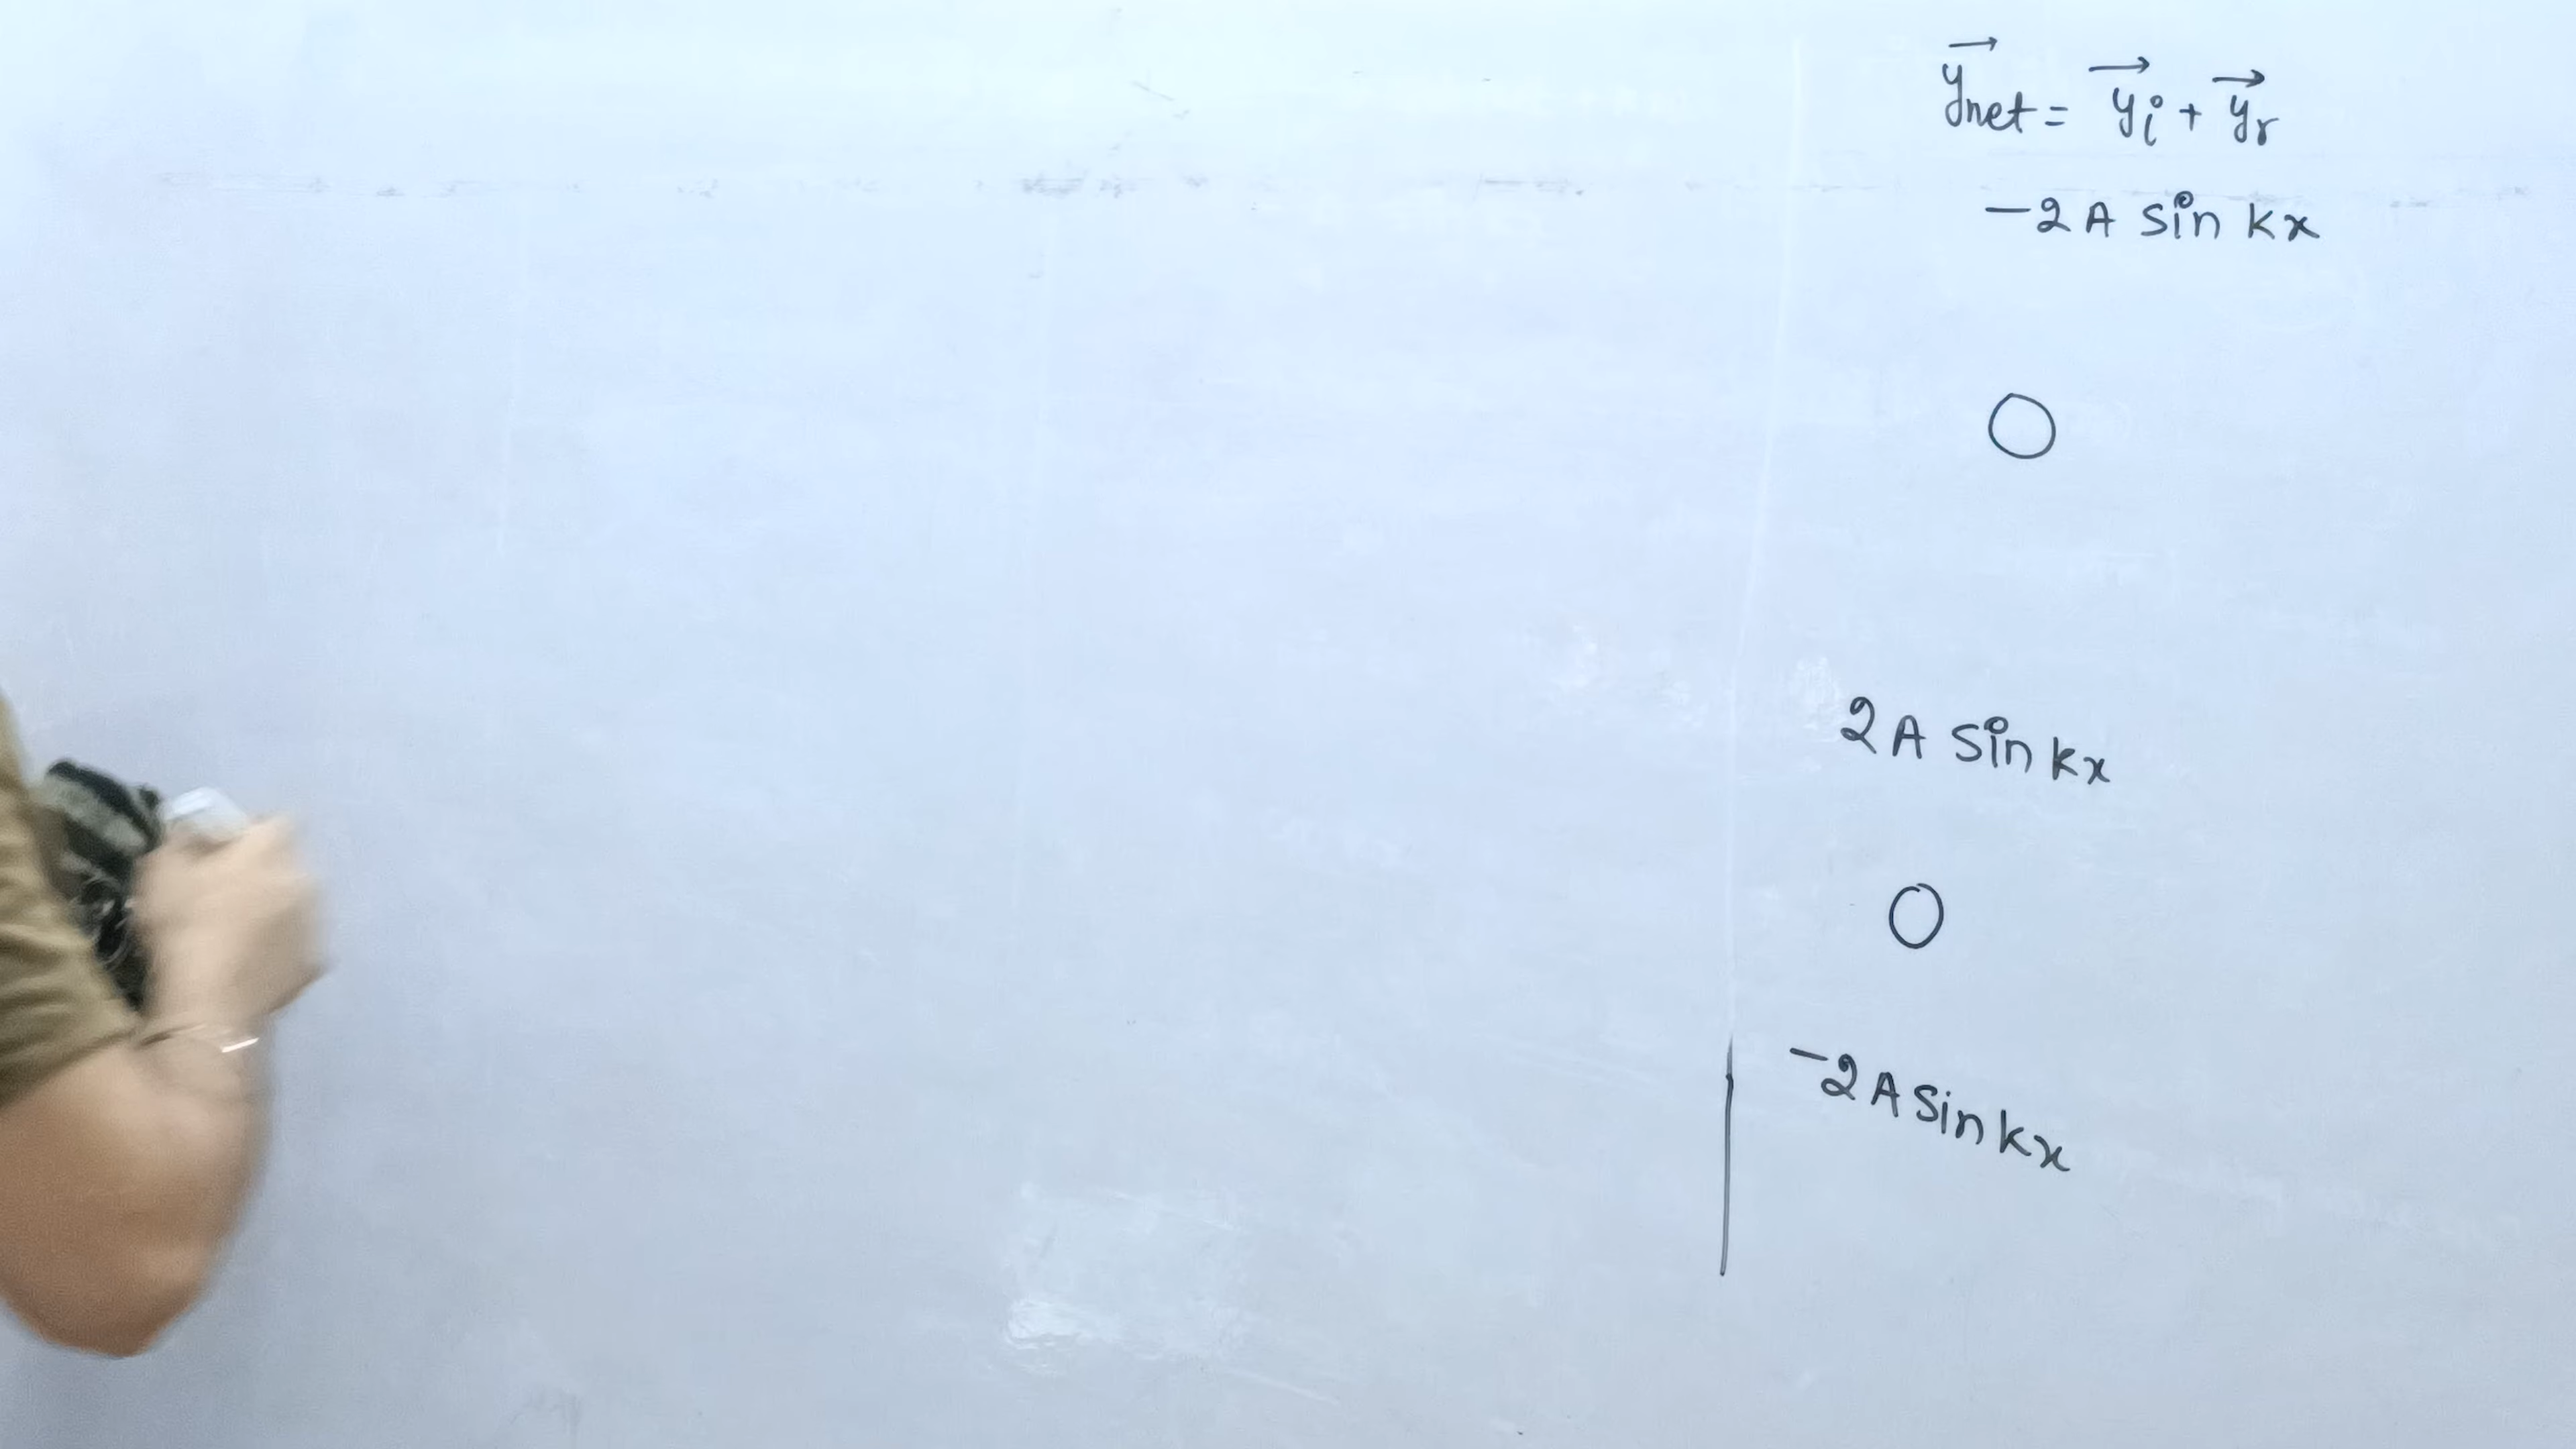 y⃗net = y⃗i + y⃗r
-2A sin kx
0
2A sin kx
0
-2A sin kx